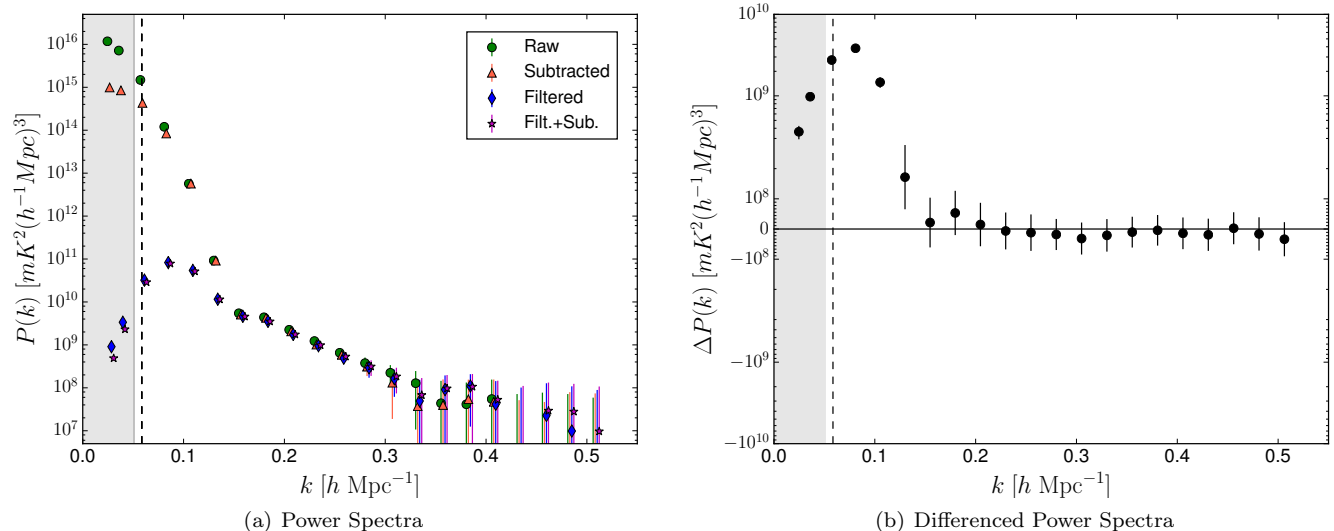 10^16
10^15
10^14
10^13
10^12
10^11
10^10
10^9
10^8
10^7
P(k) [mK^2(h^−1Mpc)^3]
Raw
Subtracted
Filtered
Filt.+Sub.
0.0 0.1 0.2 0.3 0.4 0.5
k [h Mpc^−1]
(a) Power Spectra
10^10
10^9
10^8
0
−10^8
−10^9
−10^10
ΔP(k) [mK^2(h^−1Mpc)^3]
0.0 0.1 0.2 0.3 0.4 0.5
k [h Mpc^−1]
(b) Differenced Power Spectra